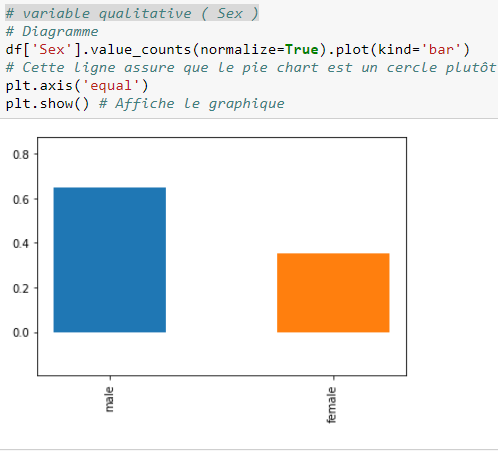 # variable qualitative ( Sex )
# Diagramme
df['Sex'].value_counts(normalize=True).plot(kind='bar')
# Cette ligne assure que le pie chart est un cercle plutôt
plt.axis('equal')
plt.show() # Affiche le graphique
0.8
0.6
0.4
0.2
0.0
male
female